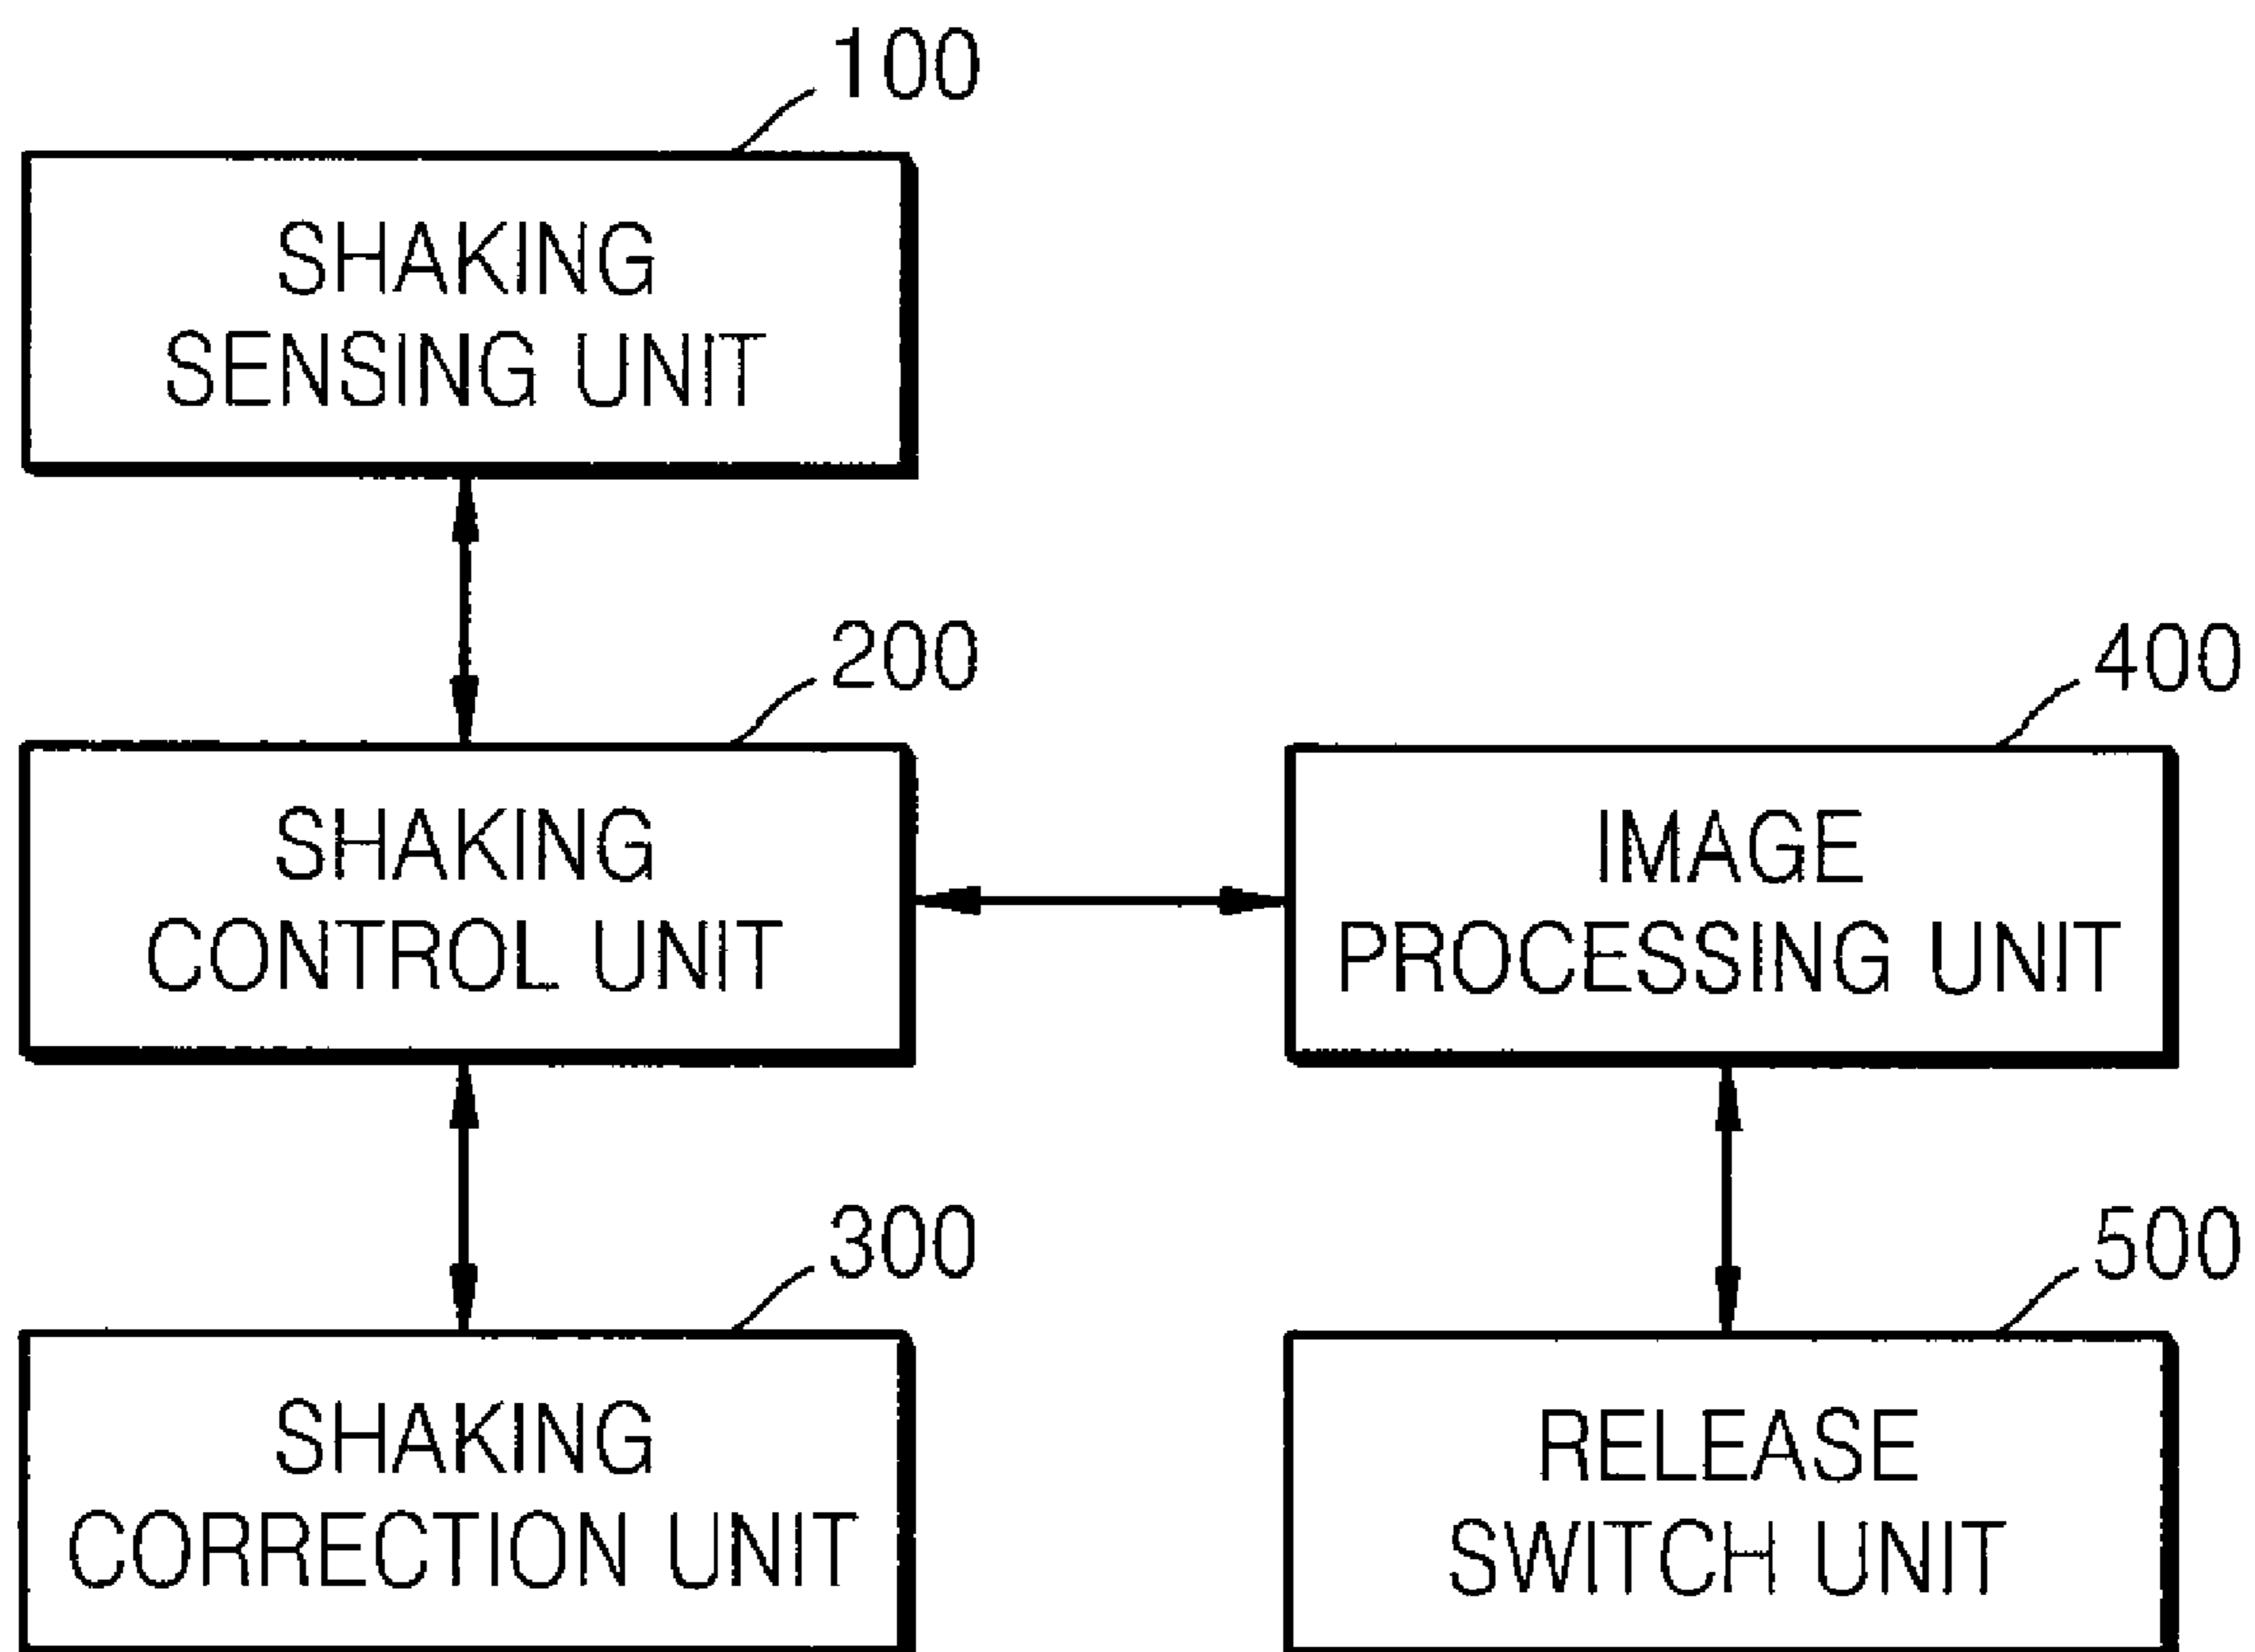 100
SHAKING
SENSING UNIT
200
SHAKING
CONTROL UNIT
400
IMAGE
PROCESSING UNIT
300
SHAKING
CORRECTION UNIT
500
RELEASE
SWITCH UNIT